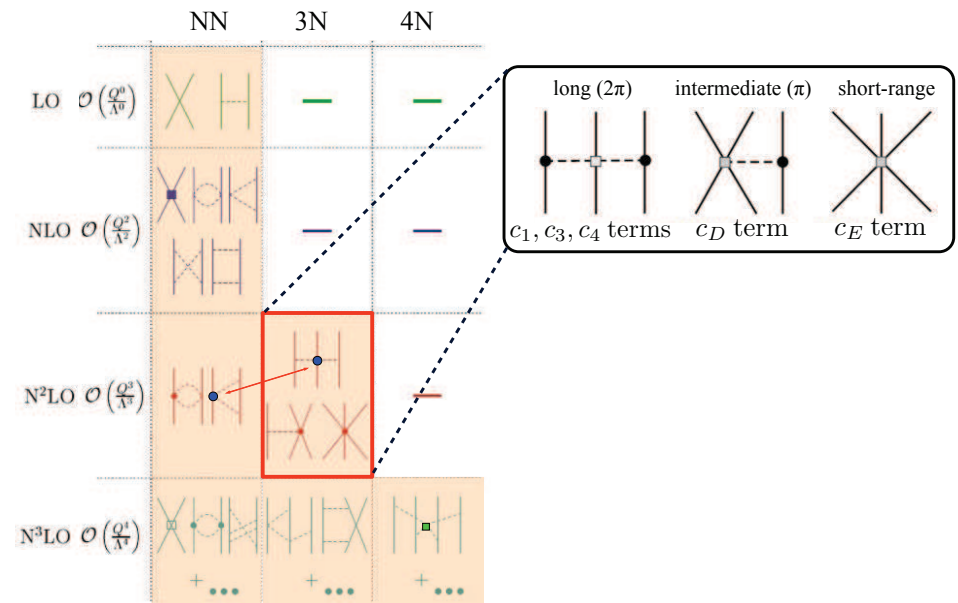 NN 3N 4N
LO 𝒪(Q⁰/Λ⁰)
NLO 𝒪(Q²/Λ²)
N²LO 𝒪(Q³/Λ³)
N³LO 𝒪(Q⁴/Λ⁴)
+ ••• + ••• + •••
long (2π) intermediate (π) short-range
c₁, c₃, c₄ terms c_D term c_E term